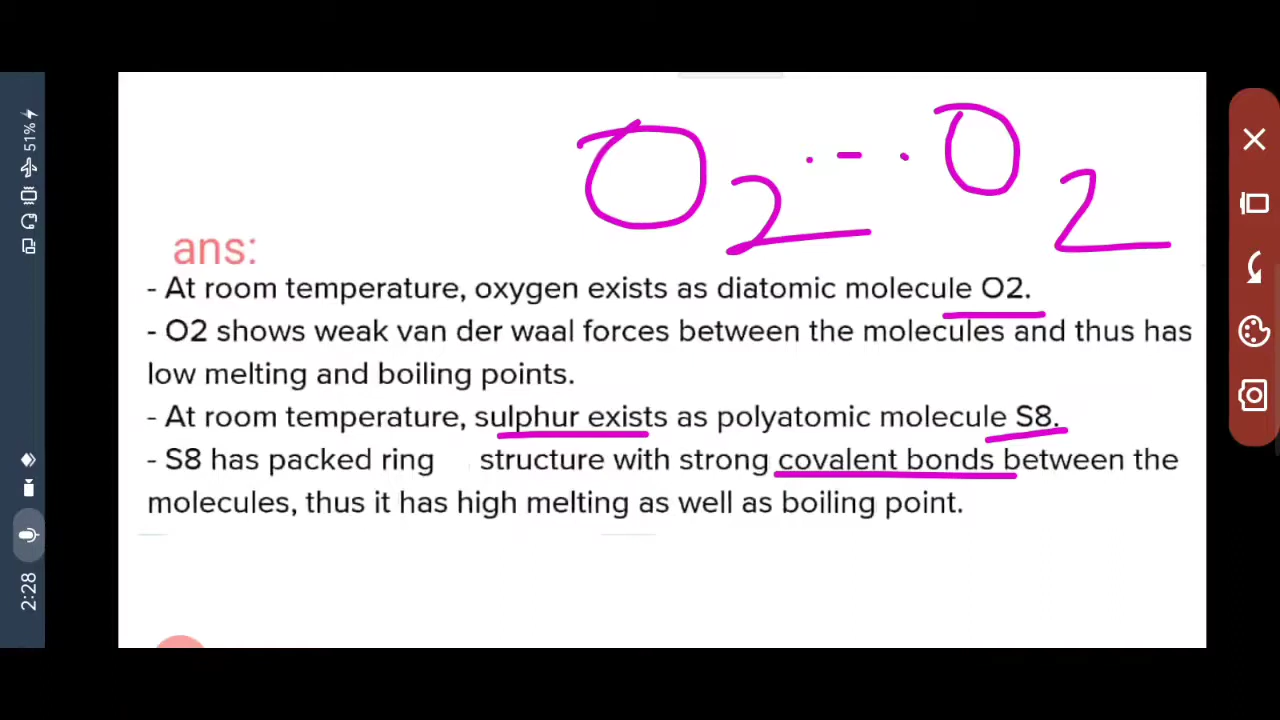 O2 . - . O2
ans:
- At room temperature, oxygen exists as diatomic molecule O2.
- O2 shows weak van der waal forces between the molecules and thus has
low melting and boiling points.
- At room temperature, sulphur exists as polyatomic molecule S8.
- S8 has packed ring structure with strong covalent bonds between the
molecules, thus it has high melting as well as boiling point.
51%
2:28